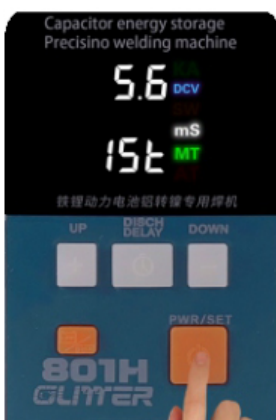 Capacitor energy storage
Precisino welding machine
5.6
DCV
mS
1St
MT
铁锂动力电池铝转镍专用焊机
UP
DISCH
DELAY
DOWN
PWR/SET
801H
GLITTER